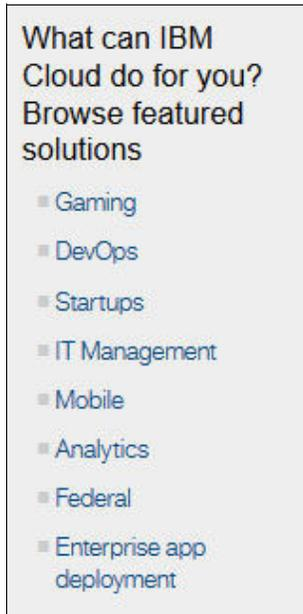 What can IBM
Cloud do for you?
Browse featured
solutions
Gaming
DevOps
Startups
IT Management
Mobile
Analytics
Federal
Enterprise app
deployment